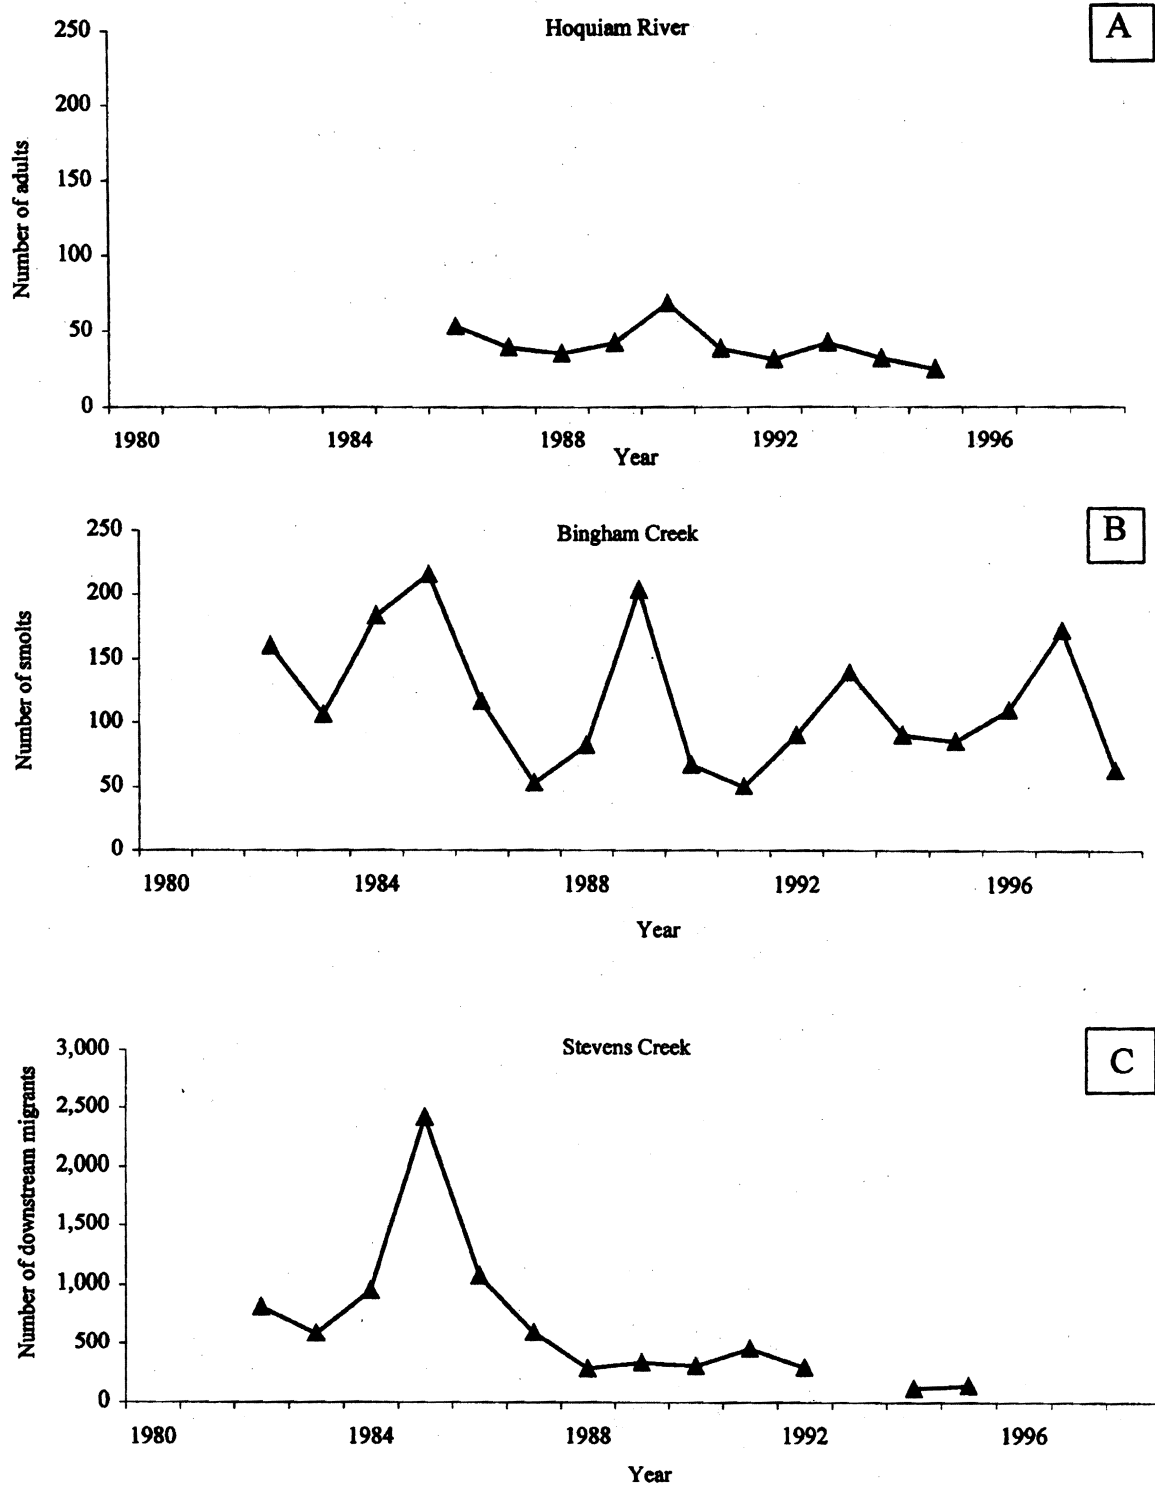 Hoquiam River
A
250
200
150
100
50
0
Number of adults
1980 1984 1988 1992 1996
Year
Bingham Creek
B
250
200
150
100
50
0
Number of smolts
1980 1984 1988 1992 1996
Year
Stevens Creek
C
3,000
2,500
2,000
1,500
1,000
500
0
Number of downstream migrants
1980 1984 1988 1992 1996
Year